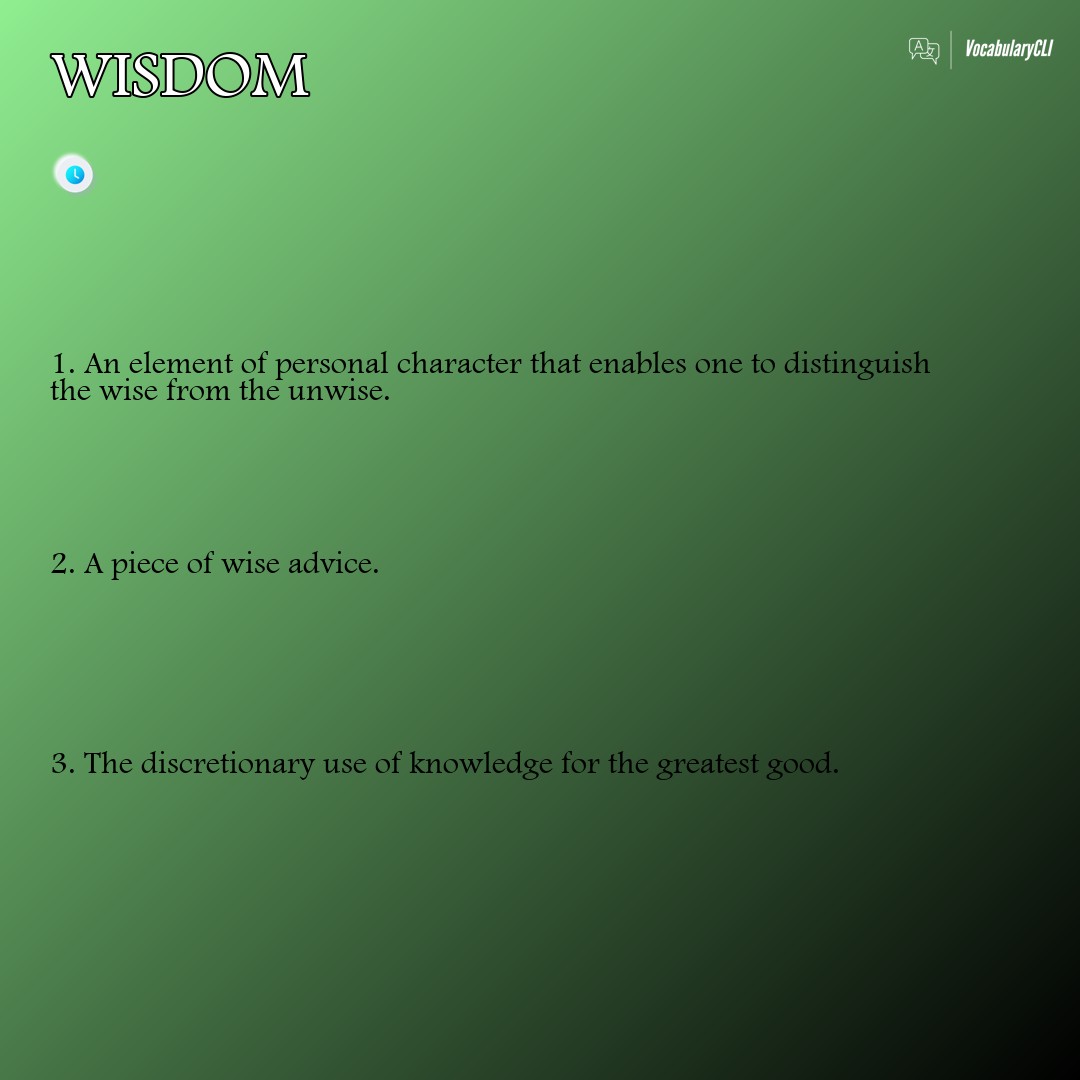 WISDOM
VocabularyCLI
1. An element of personal character that enables one to distinguish
the wise from the unwise.
2. A piece of wise advice.
3. The discretionary use of knowledge for the greatest good.